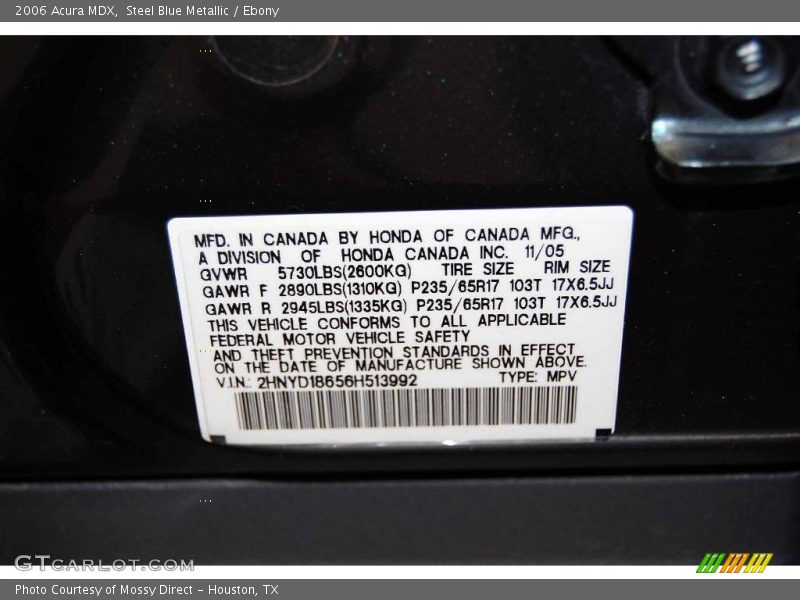 2006 Acura MDX, Steel Blue Metallic / Ebony
MFD. IN CANADA BY HONDA OF CANADA MFG.,
A DIVISION OF HONDA CANADA INC. 11/05
GVWR 5730LBS(2600KG) TIRE SIZE RIM SIZE
GAWR F 2890LBS(1310KG) P235/65R17 103T 17X6.5JJ
GAWR R 2945LBS(1335KG) P235/65R17 103T 17X6.5JJ
THIS VEHICLE CONFORMS TO ALL APPLICABLE
FEDERAL MOTOR VEHICLE SAFETY
AND THEFT PREVENTION STANDARDS IN EFFECT
ON THE DATE OF MANUFACTURE SHOWN ABOVE.
V.I.N.: 2HNYD18656H513992 TYPE: MPV
GTCARLOT.COM
Photo Courtesy of Mossy Direct - Houston, TX